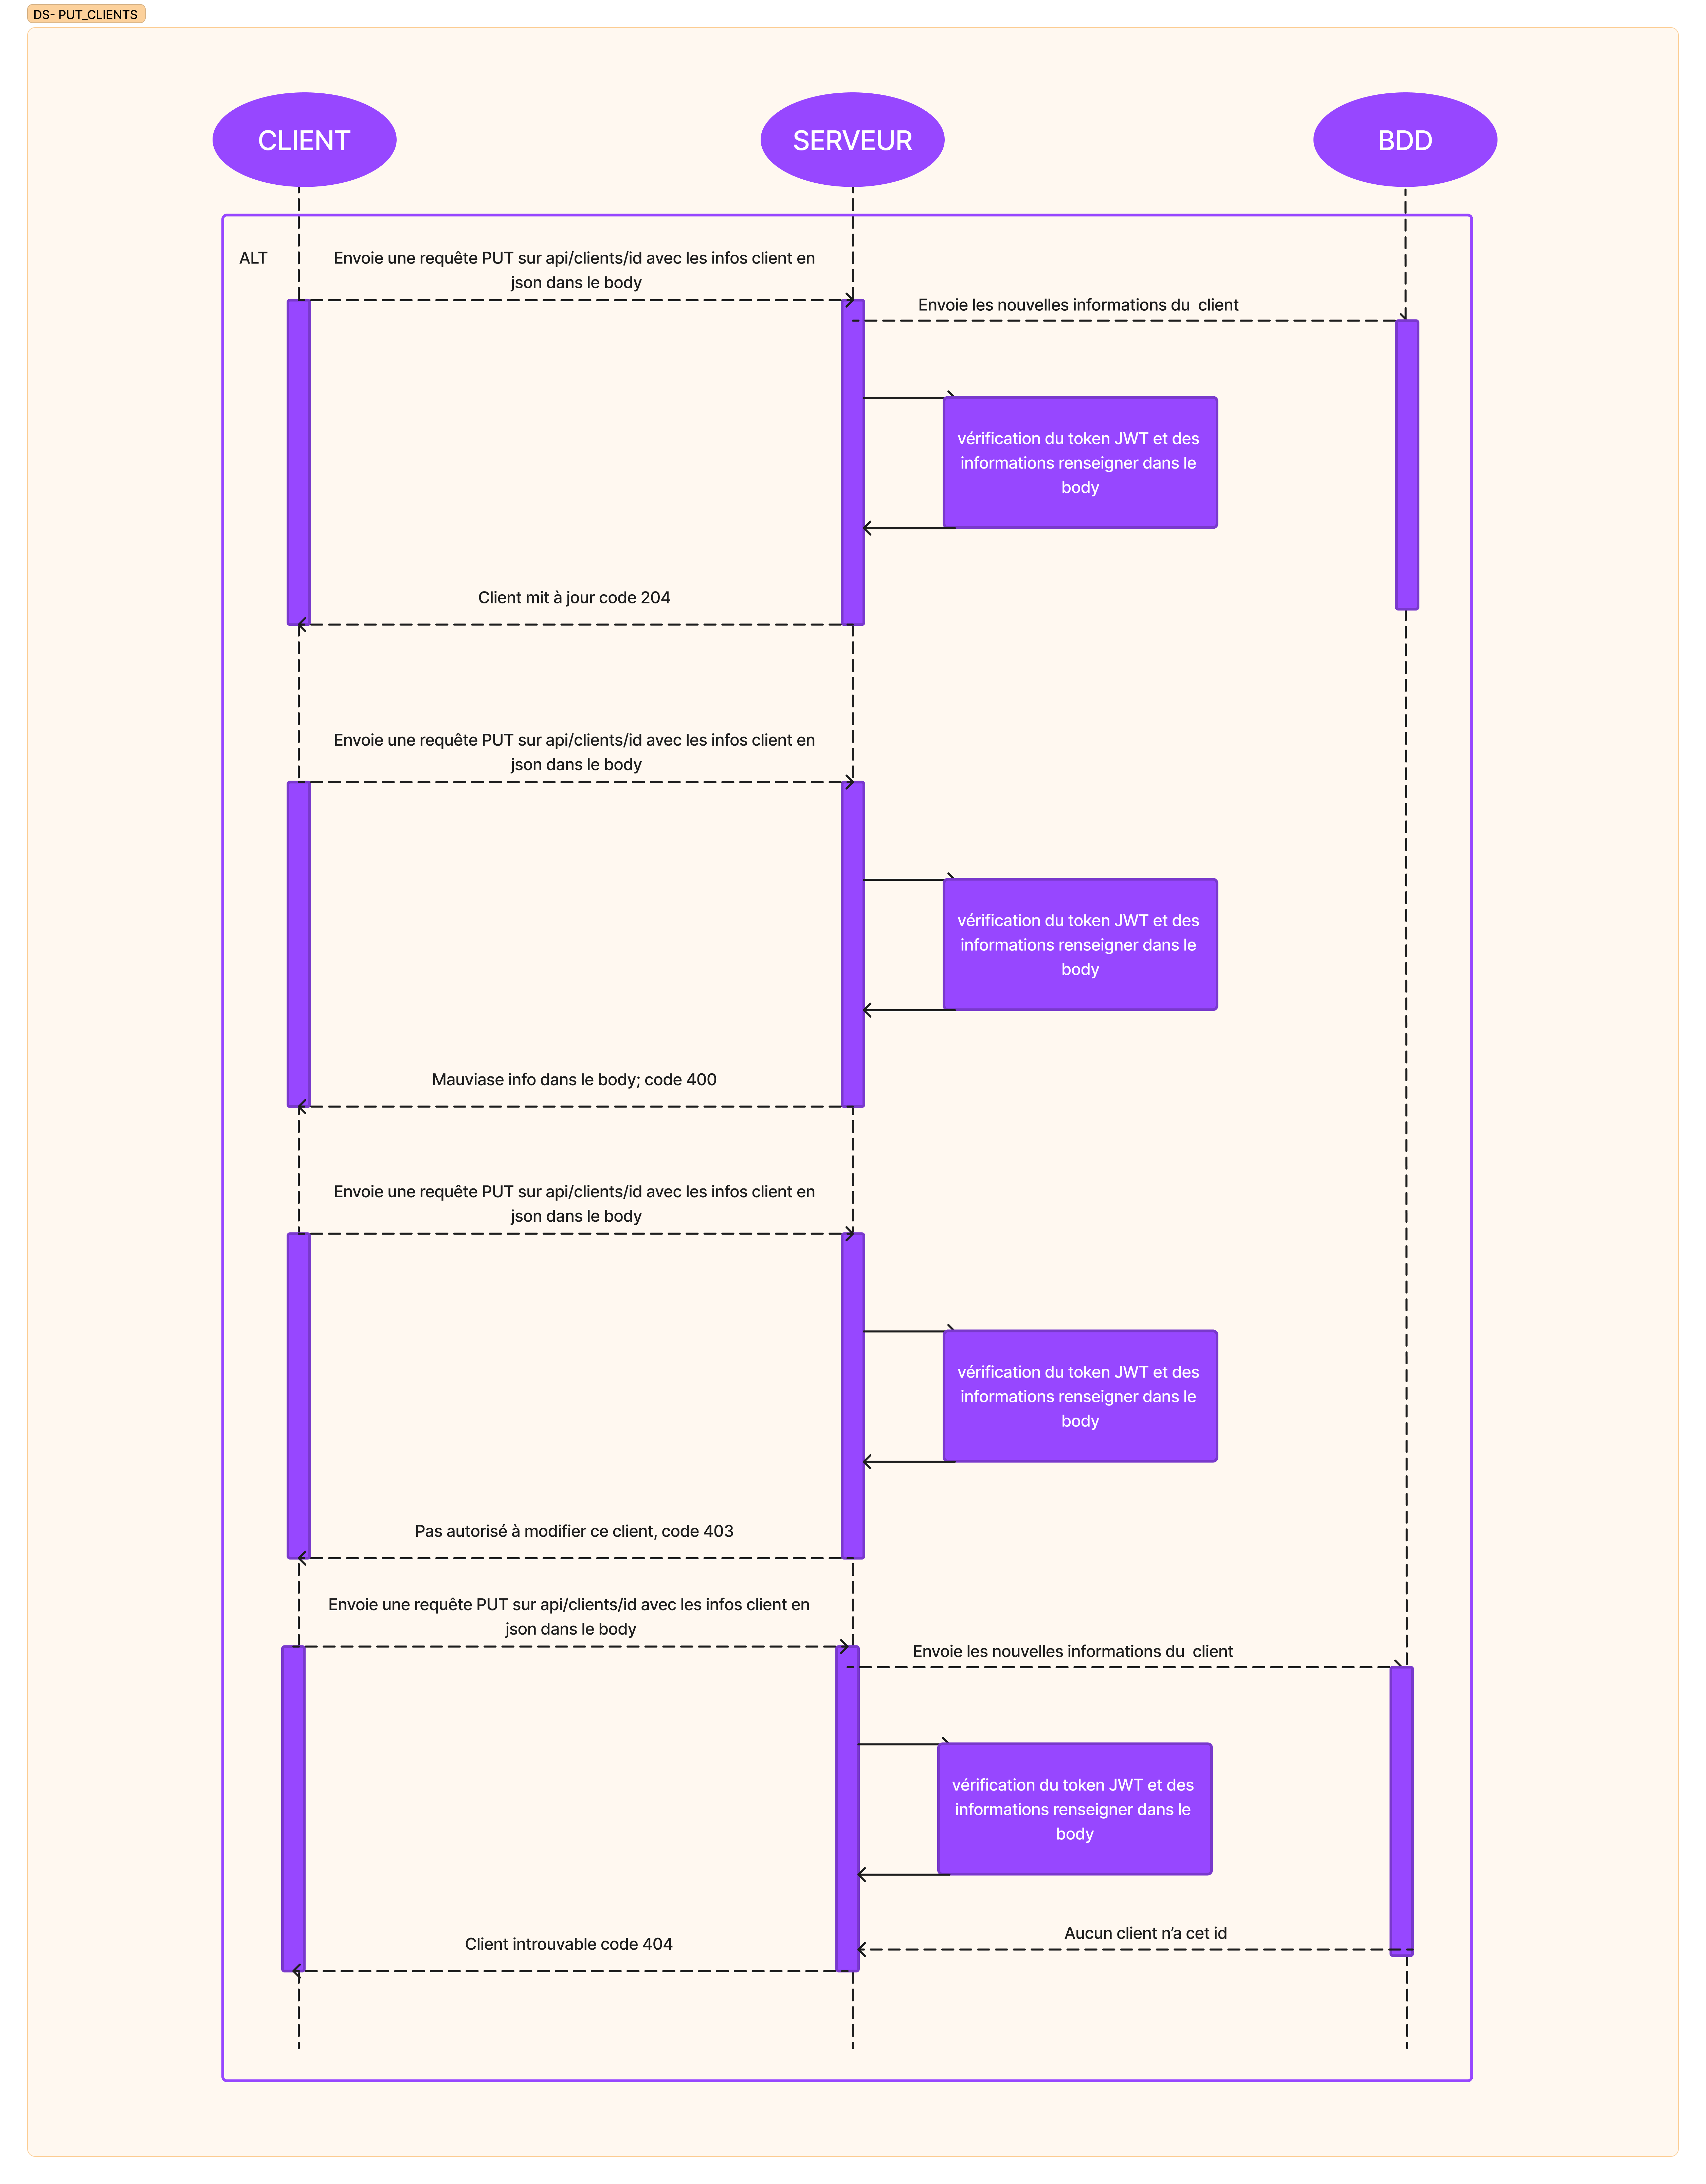 DS- PUT_CLIENTS
CLIENT
SERVEUR
BDD
ALT
Envoie une requête PUT sur api/clients/id avec les infos client en
json dans le body
Envoie les nouvelles informations du  client
vérification du token JWT et des
informations renseigner dans le
body
Client mit à jour code 204
Envoie une requête PUT sur api/clients/id avec les infos client en
json dans le body
vérification du token JWT et des
informations renseigner dans le
body
Mauviase info dans le body; code 400
Envoie une requête PUT sur api/clients/id avec les infos client en
json dans le body
vérification du token JWT et des
informations renseigner dans le
body
Pas autorisé à modifier ce client, code 403
Envoie une requête PUT sur api/clients/id avec les infos client en
json dans le body
Envoie les nouvelles informations du  client
vérification du token JWT et des
informations renseigner dans le
body
Aucun client n’a cet id
Client introuvable code 404